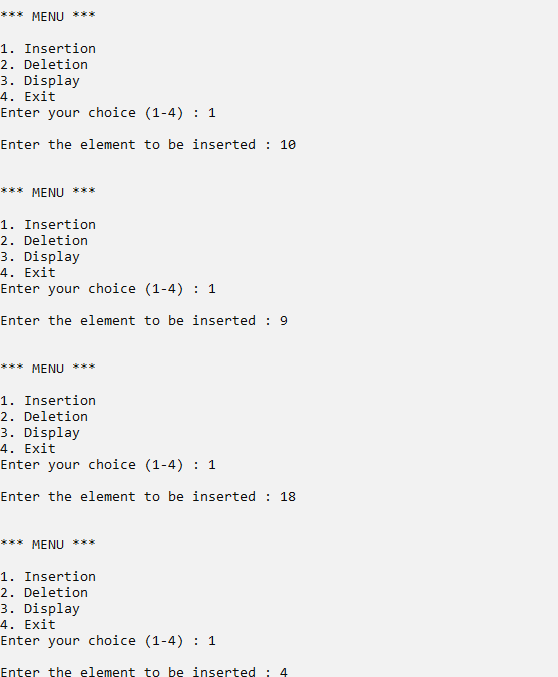 *** MENU ***
1. Insertion
2. Deletion
3. Display
4. Exit
Enter your choice (1-4) : 1
Enter the element to be inserted : 10
*** MENU ***
1. Insertion
2. Deletion
3. Display
4. Exit
Enter your choice (1-4) : 1
Enter the element to be inserted : 9
*** MENU ***
1. Insertion
2. Deletion
3. Display
4. Exit
Enter your choice (1-4) : 1
Enter the element to be inserted : 18
*** MENU ***
1. Insertion
2. Deletion
3. Display
4. Exit
Enter your choice (1-4) : 1
Enter the element to be inserted : 4